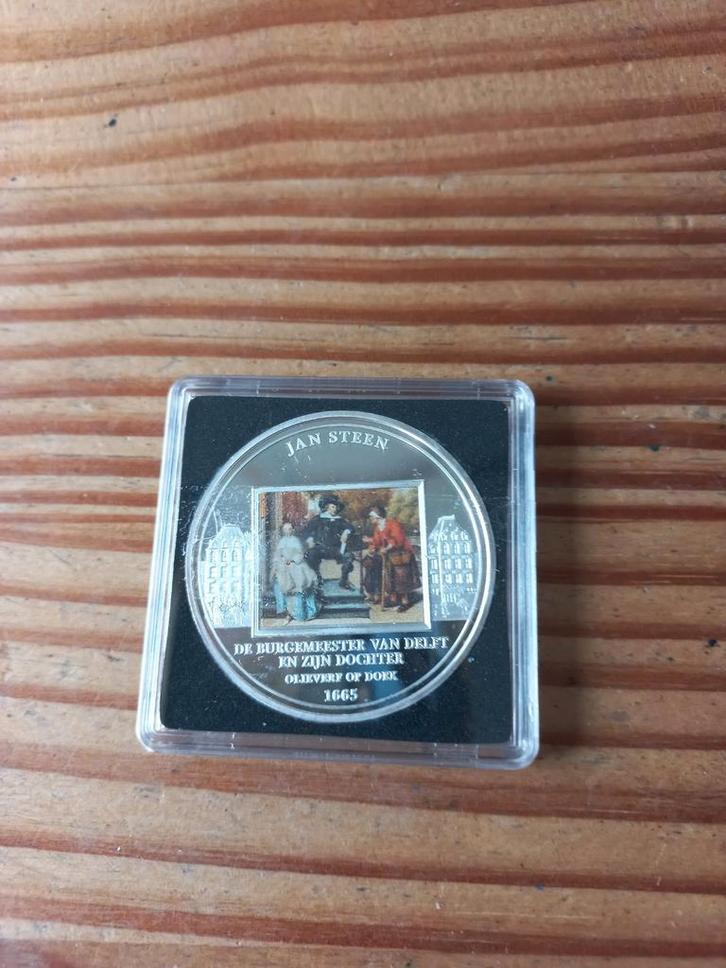 JAN STEEN
DE BURGEMEESTER VAN DELFT
EN ZIJN DOCHTER
OLIEVERF OP DOEK
1665